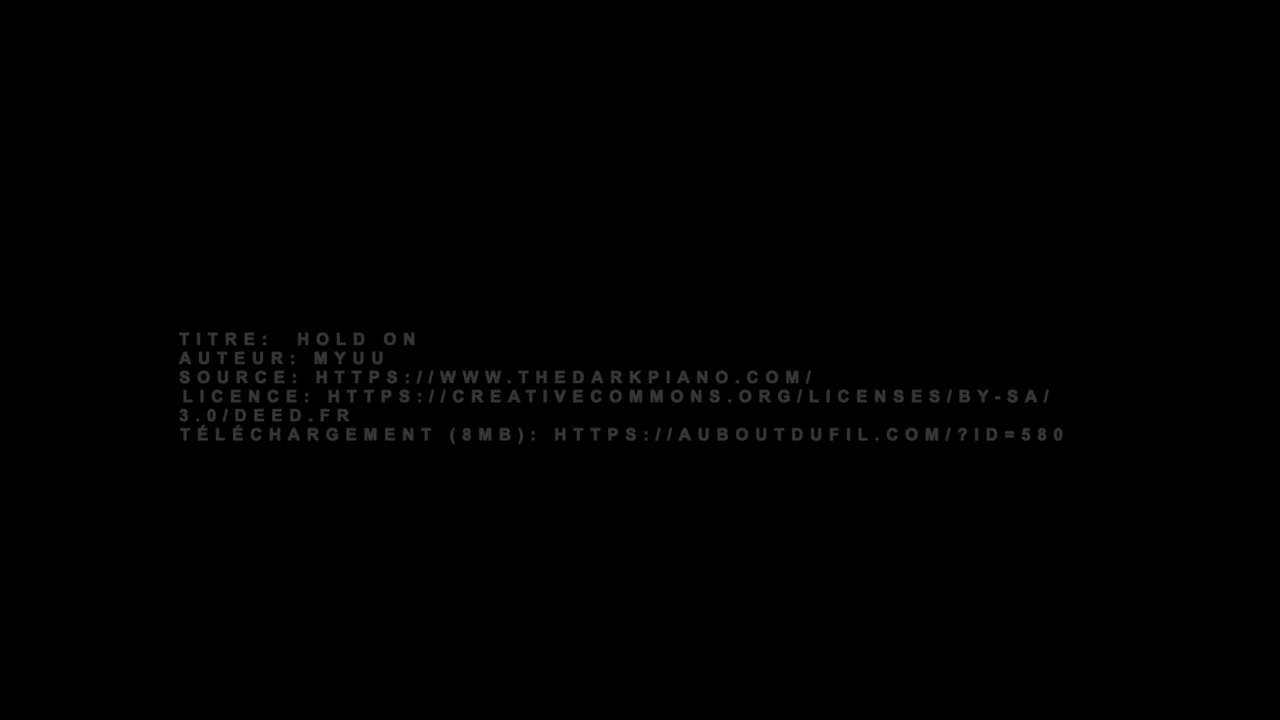 TITRE:  HOLD ON
AUTEUR: MYUU
SOURCE: HTTPS://WWW.THEDARKPIANO.COM/
LICENCE: HTTPS://CREATIVECOMMONS.ORG/LICENSES/BY-SA/
3.0/DEED.FR
TÉLÉCHARGEMENT (8MB): HTTPS://AUBOUTDUFIL.COM/?ID=580